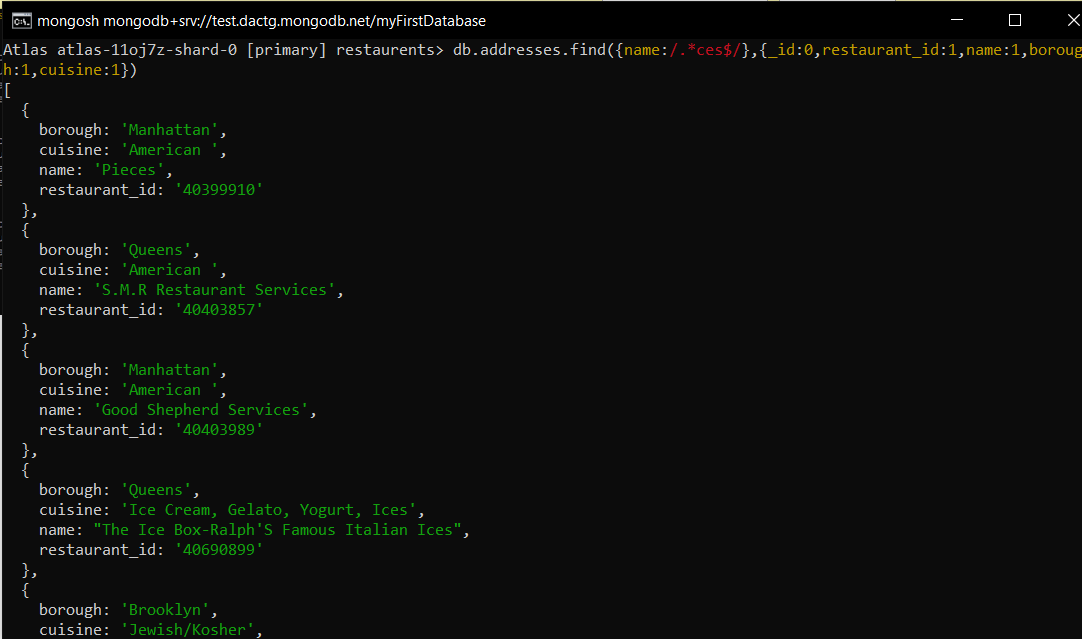 mongosh mongodb+srv://test.dactg.mongodb.net/myFirstDatabase
Atlas atlas-11oj7z-shard-0 [primary] restaurents> db.addresses.find({name:/.*ces$/},{_id:0,restaurant_id:1,name:1,boroug
h:1,cuisine:1})
[
  {
    borough: 'Manhattan',
    cuisine: 'American ',
    name: 'Pieces',
    restaurant_id: '40399910'
  },
  {
    borough: 'Queens',
    cuisine: 'American ',
    name: 'S.M.R Restaurant Services',
    restaurant_id: '40403857'
  },
  {
    borough: 'Manhattan',
    cuisine: 'American ',
    name: 'Good Shepherd Services',
    restaurant_id: '40403989'
  },
  {
    borough: 'Queens',
    cuisine: 'Ice Cream, Gelato, Yogurt, Ices',
    name: "The Ice Box-Ralph'S Famous Italian Ices",
    restaurant_id: '40690899'
  },
  {
    borough: 'Brooklyn',
    cuisine: 'Jewish/Kosher',